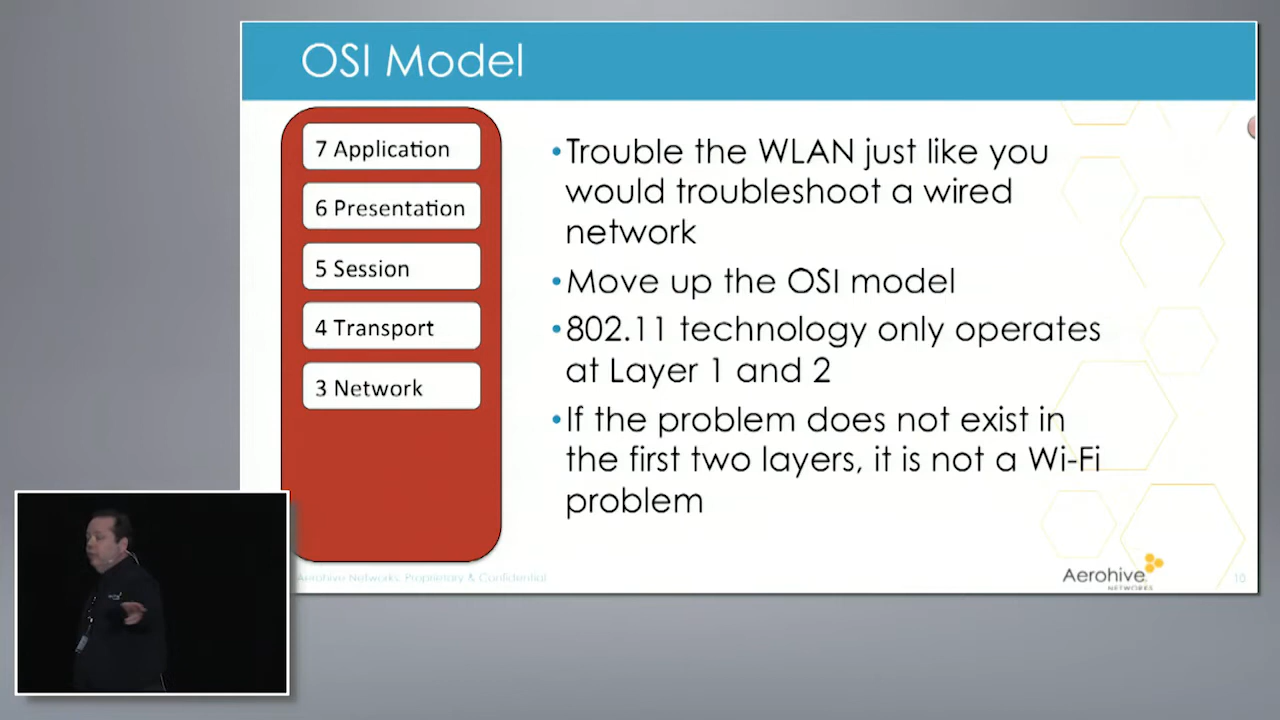 OSI Model
7 Application
6 Presentation
5 Session
4 Transport
3 Network
•Trouble the WLAN just like you
would troubleshoot a wired
network
•Move up the OSI model
•802.11 technology only operates
at Layer 1 and 2
•If the problem does not exist in
the first two layers, it is not a Wi-Fi
problem
Aerohive Networks, Proprimary & Confidential
Aerohive
NETWORKS
10